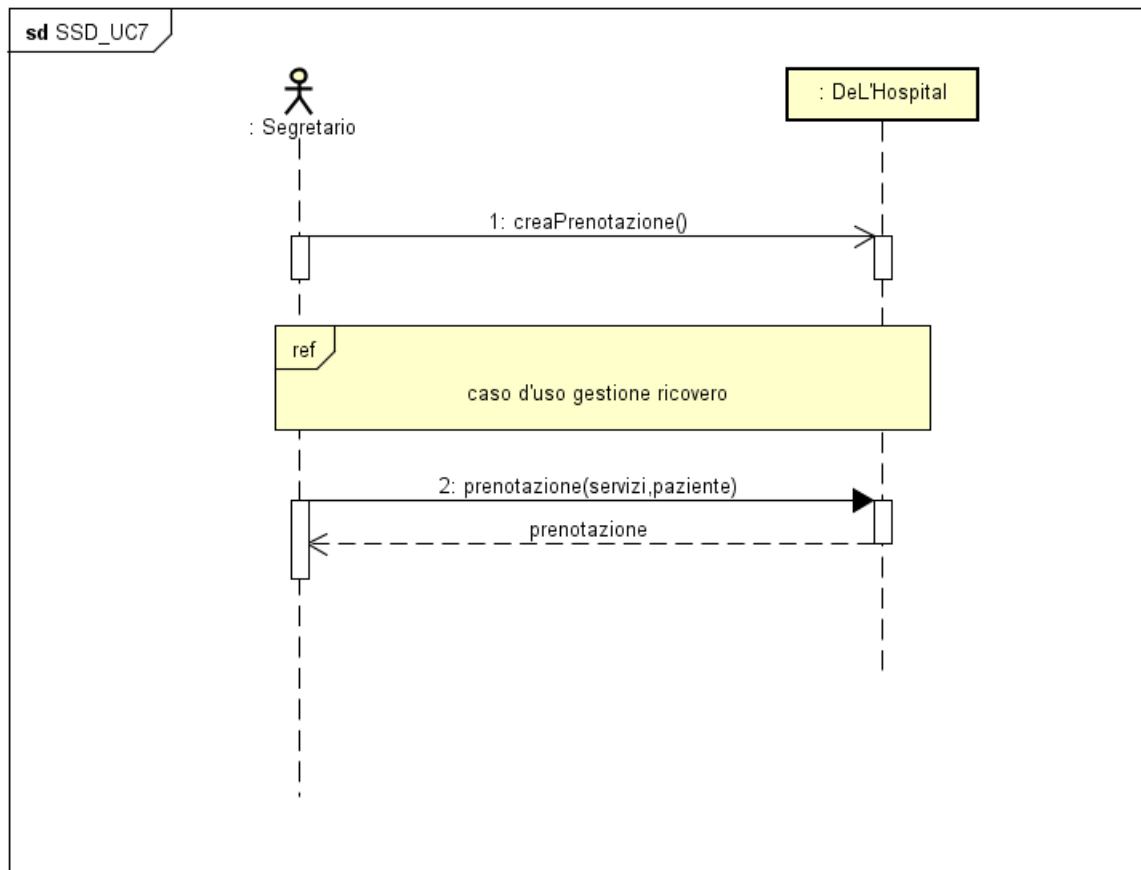 sd SSD_UC7
: Segretario
: DeL'Hospital
1: creaPrenotazione()
ref
caso d'uso gestione ricovero
2: prenotazione(servizi,paziente)
prenotazione